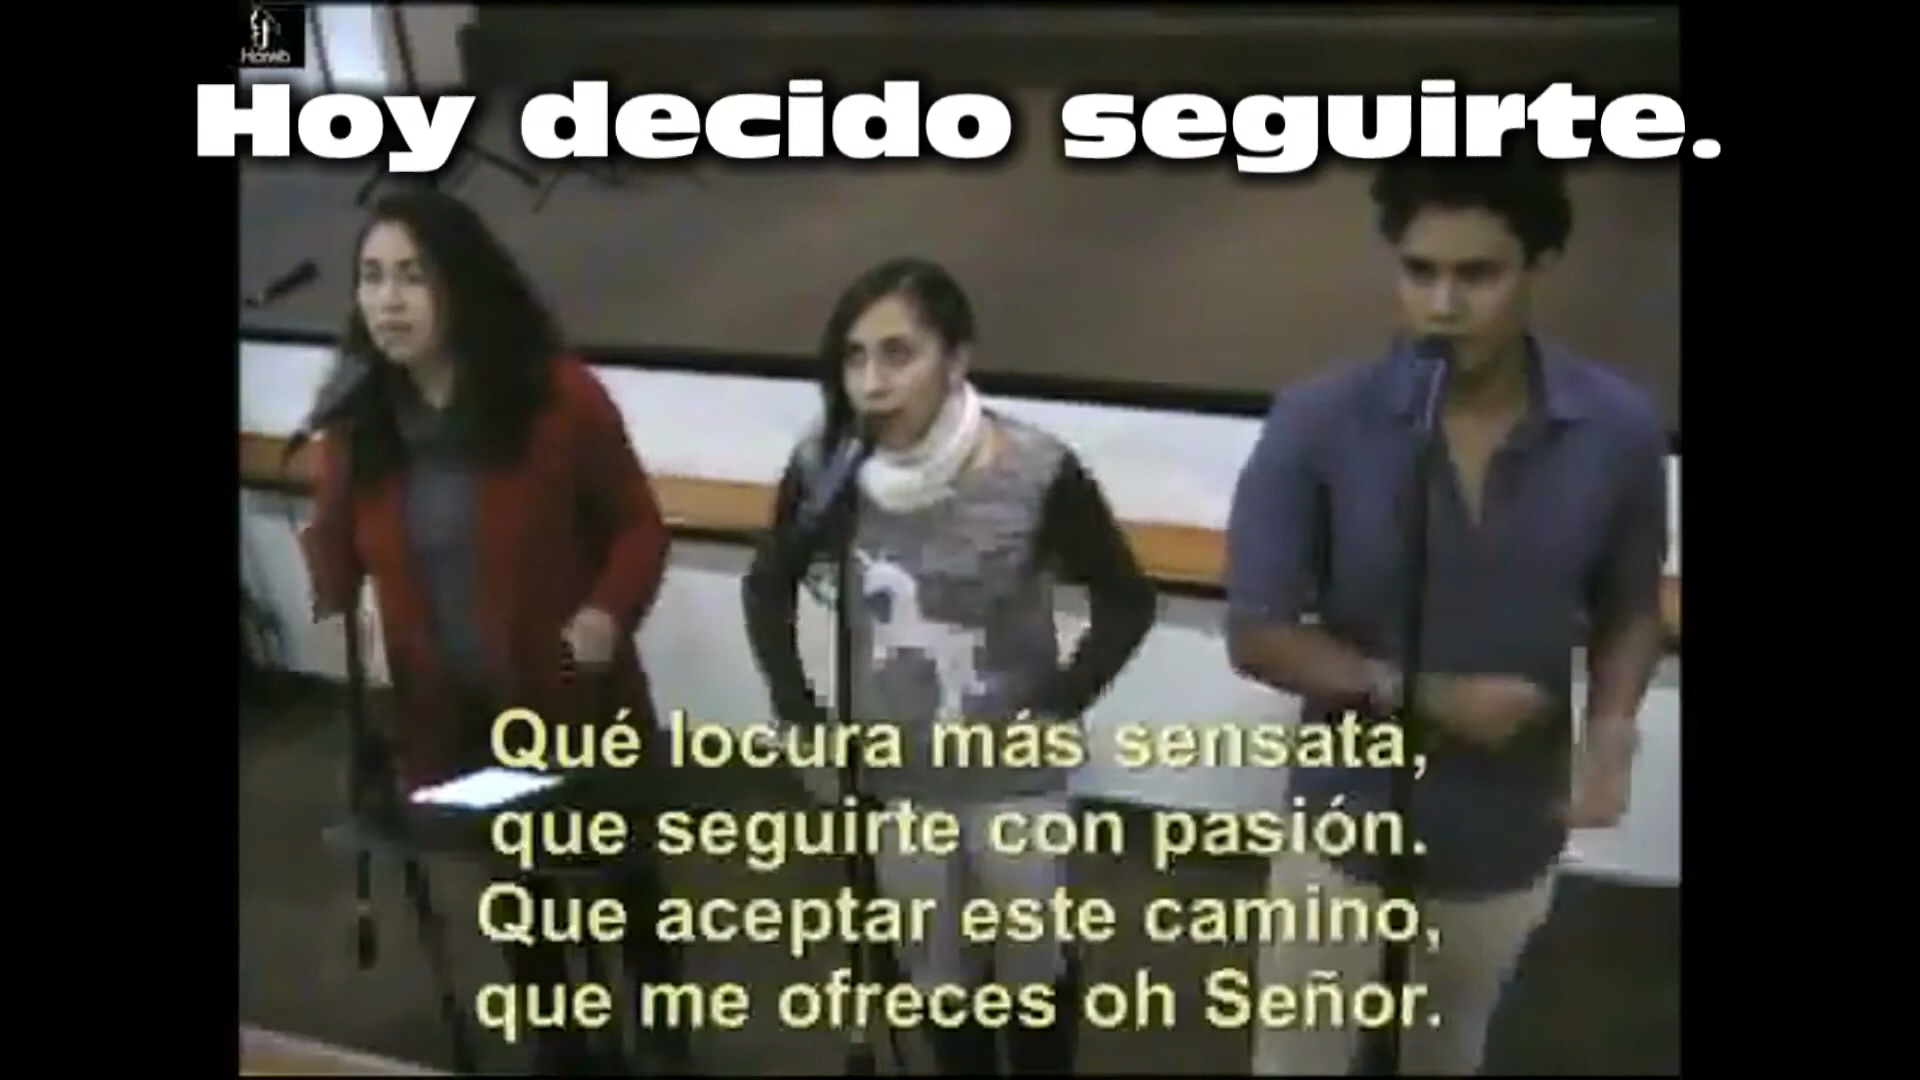 Hoy decido seguirte.
Qué locura más sensata,
que seguirte con pasión.
Que aceptar este camino,
que me ofreces oh Señor.